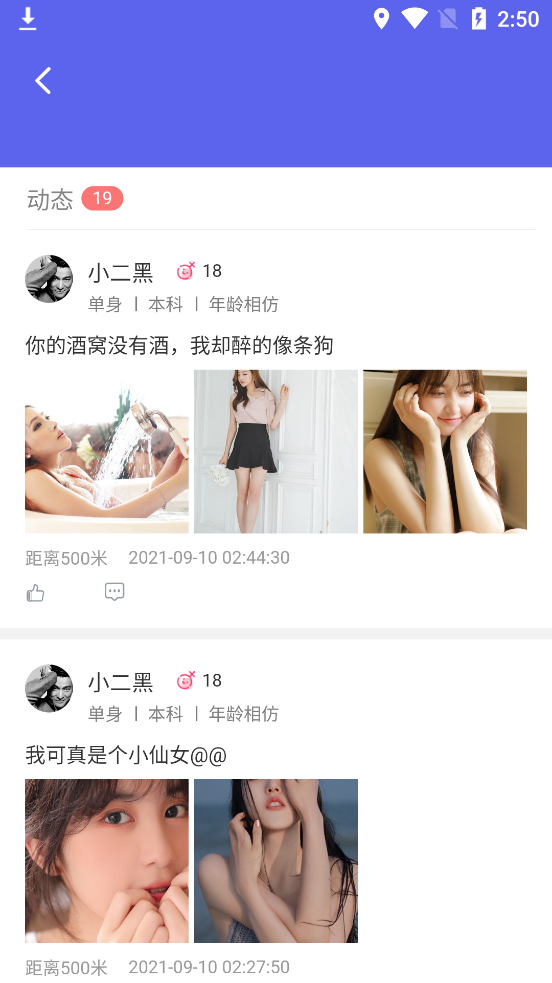 2:50
动态 19
小二黑 18
单身 | 本科 | 年龄相仿
你的酒窝没有酒，我却醉的像条狗
距离500米 2021-09-10 02:44:30
小二黑 18
单身 | 本科 | 年龄相仿
我可真是个小仙女@@
距离500米 2021-09-10 02:27:50